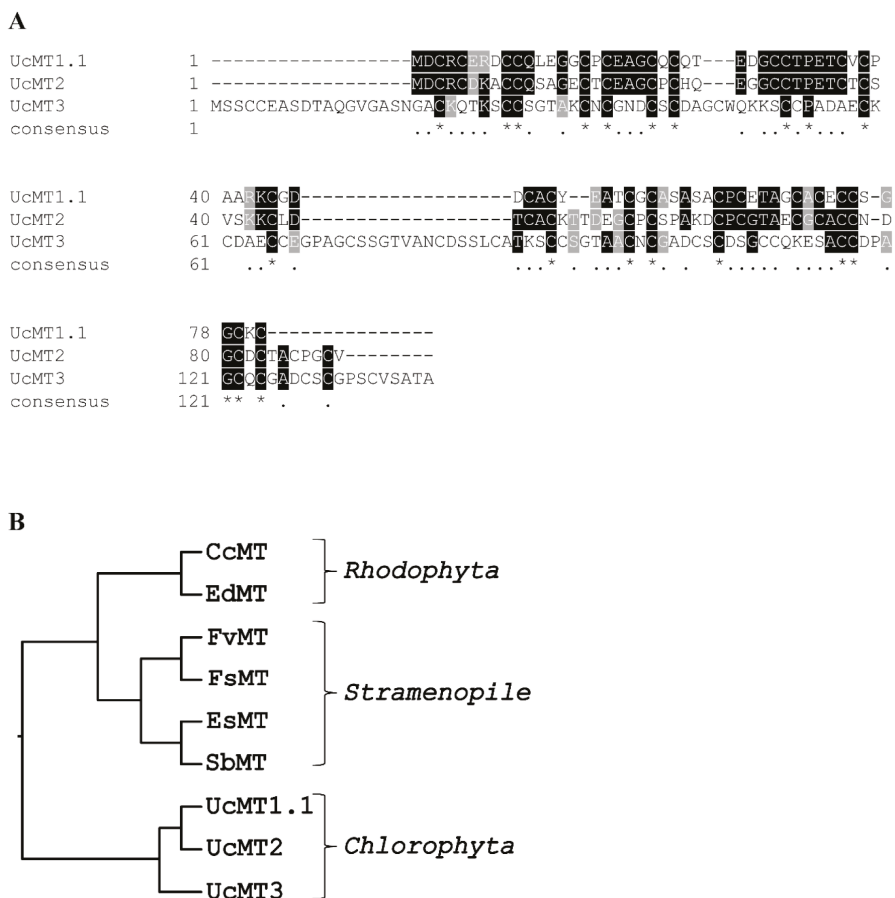 A
UcMT1.1 1 ------------------MDCRCERDCCQLEGGCPCEAGCQCQT---EDGCCTPETCVCP
UcMT2 1 ------------------MDCRCDKACCQSAGECTCEAGCPCHQ---EGGCCTPETCTCS
UcMT3 1 MSSCCEASDTAQGVGASNGACKQTKSCCSGTAKCNCGNDCSCDAGCWQKKSCCPADAECK
consensus 1 ..*.. . ** . . *.*...*.* . ..*.*...  *
UcMT1.1 40 AARKCGD-------------------DCACY--EATCGCASASACPCETAGCACECCS-G
UcMT2 40 VSKKCLD-------------------TCACKTTDEGCPCSPAKDCPCGTAECGCACCN-D
UcMT3 61 CDAECCEGPAGCSSGTVANCDSSLCATKSCCSGTAACNCGADCSCDSGCCQKESACCDPA
consensus 61 ..* . ...*. ...*.*. . *...... ....** .
UcMT1.1 78 GCKC---------------
UcMT2 80 GCDCTACPGCV--------
UcMT3 121 GCQCGADCSCGPSCVSATA
consensus 121 ** * . .
B
CcMT
EdMT
Rhodophyta
FvMT
FsMT
EsMT
SbMT
Stramenopile
UcMT1.1
UcMT2
UcMT3
Chlorophyta